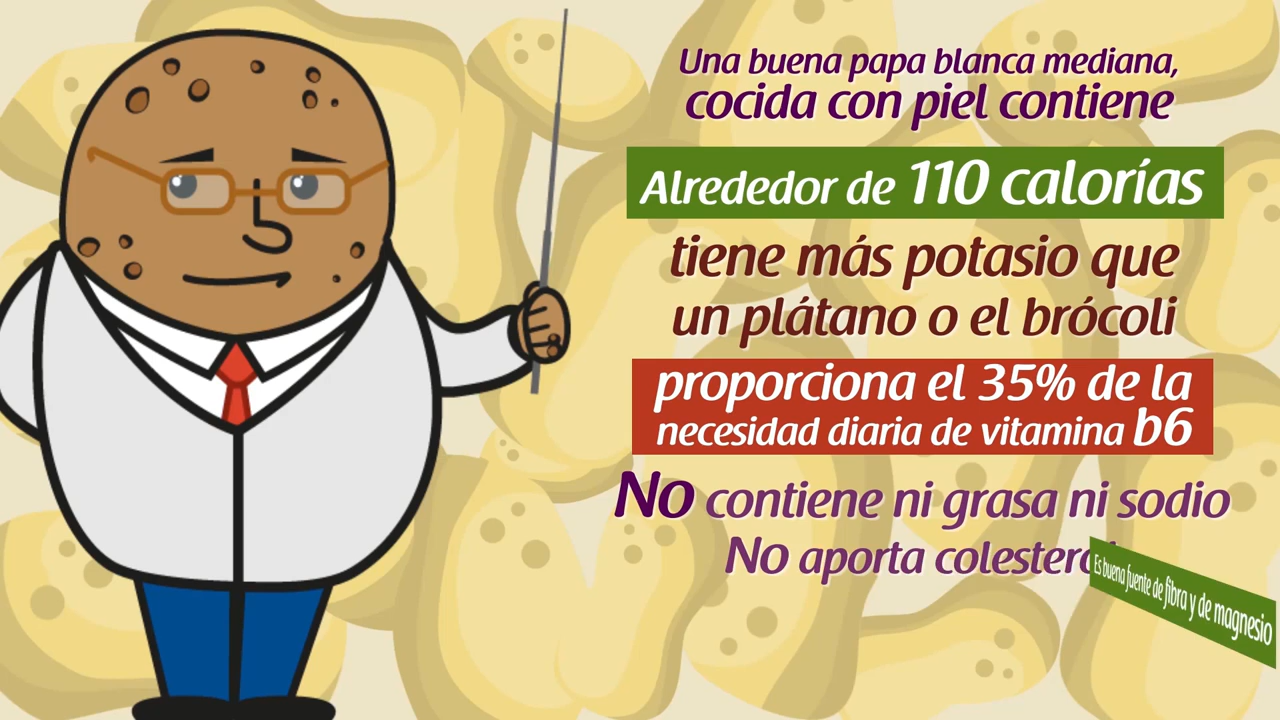 Una buena papa blanca mediana,
cocida con piel contiene
Alrededor de 110 calorías
tiene más potasio que
un plátano o el brócoli
proporciona el 35% de la
necesidad diaria de vitamina b6
No contiene ni grasa ni sodio
No aporta colesterol
Es buena fuente de fibra y de magnesio